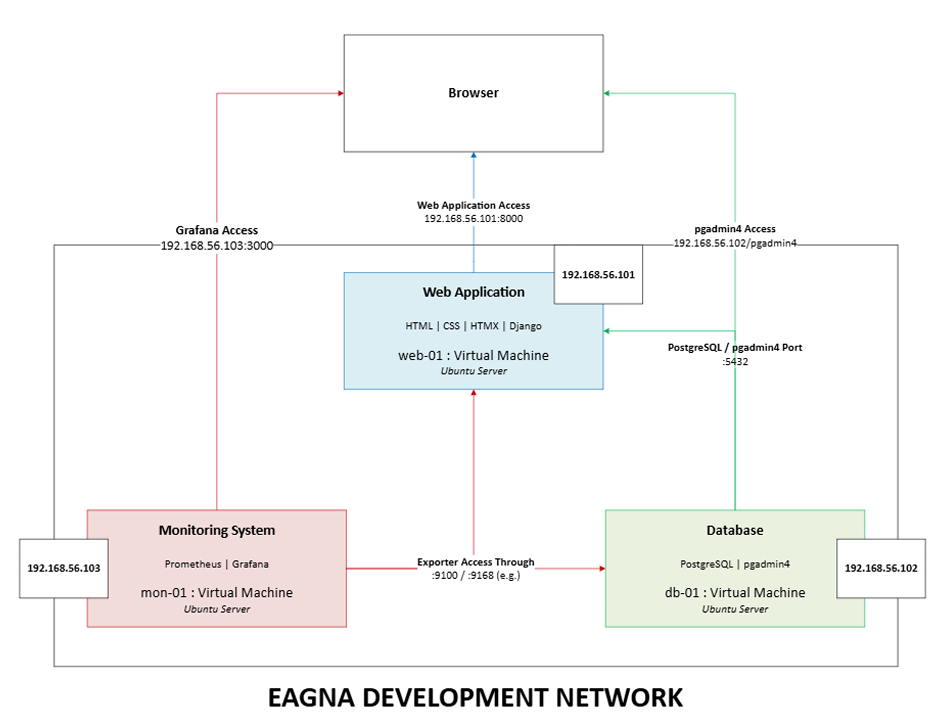 Browser
Web Application Access
192.168.56.101:8000
Grafana Access
192.168.56.103:3000
pgadmin4 Access
192.168.56.102/pgadmin4
192.168.56.101
Web Application
HTML | CSS | HTMX | Django
web-01 : Virtual Machine
Ubuntu Server
PostgreSQL / pgadmin4 Port
:5432
Monitoring System
Prometheus | Grafana
mon-01 : Virtual Machine
Ubuntu Server
192.168.56.103
Exporter Access Through
:9100 / :9168 (e.g.)
Database
PostgreSQL | pgadmin4
db-01 : Virtual Machine
Ubuntu Server
192.168.56.102
EAGNA DEVELOPMENT NETWORK